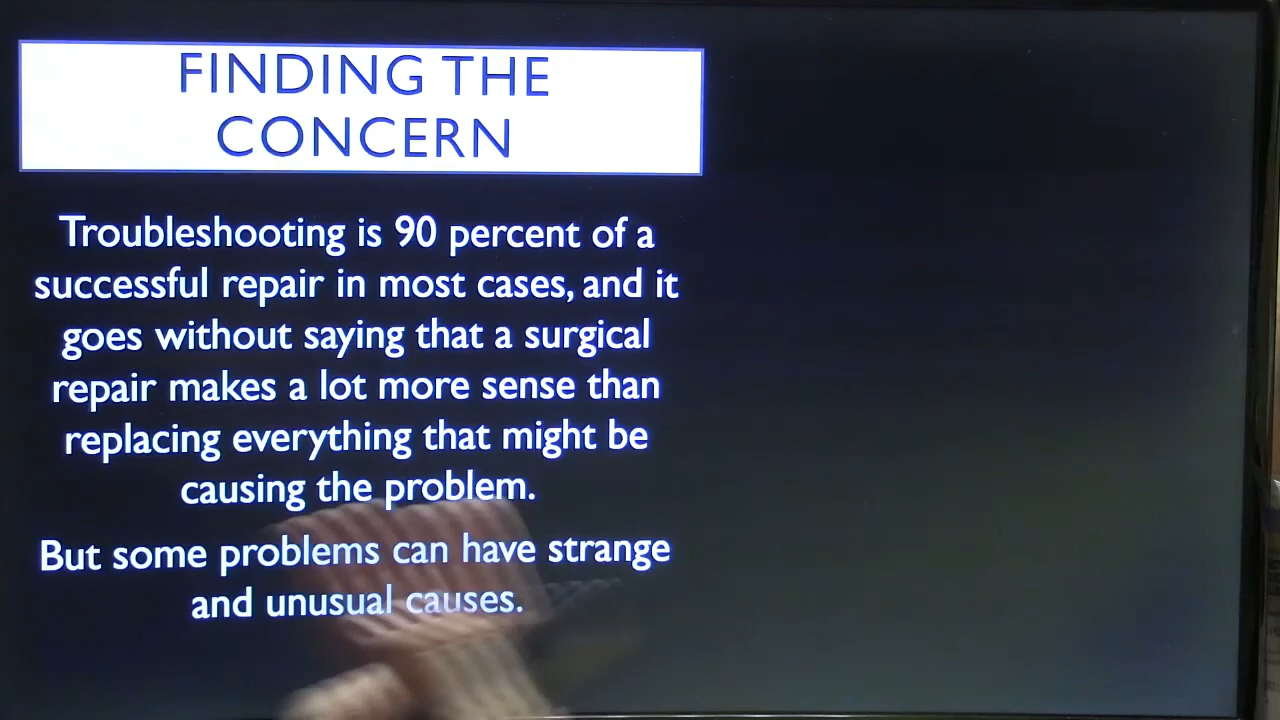 FINDING THE
CONCERN
Troubleshooting is 90 percent of a
successful repair in most cases, and it
goes without saying that a surgical
repair makes a lot more sense than
replacing everything that might be
causing the problem.
But some problems can have strange
and unusual causes.